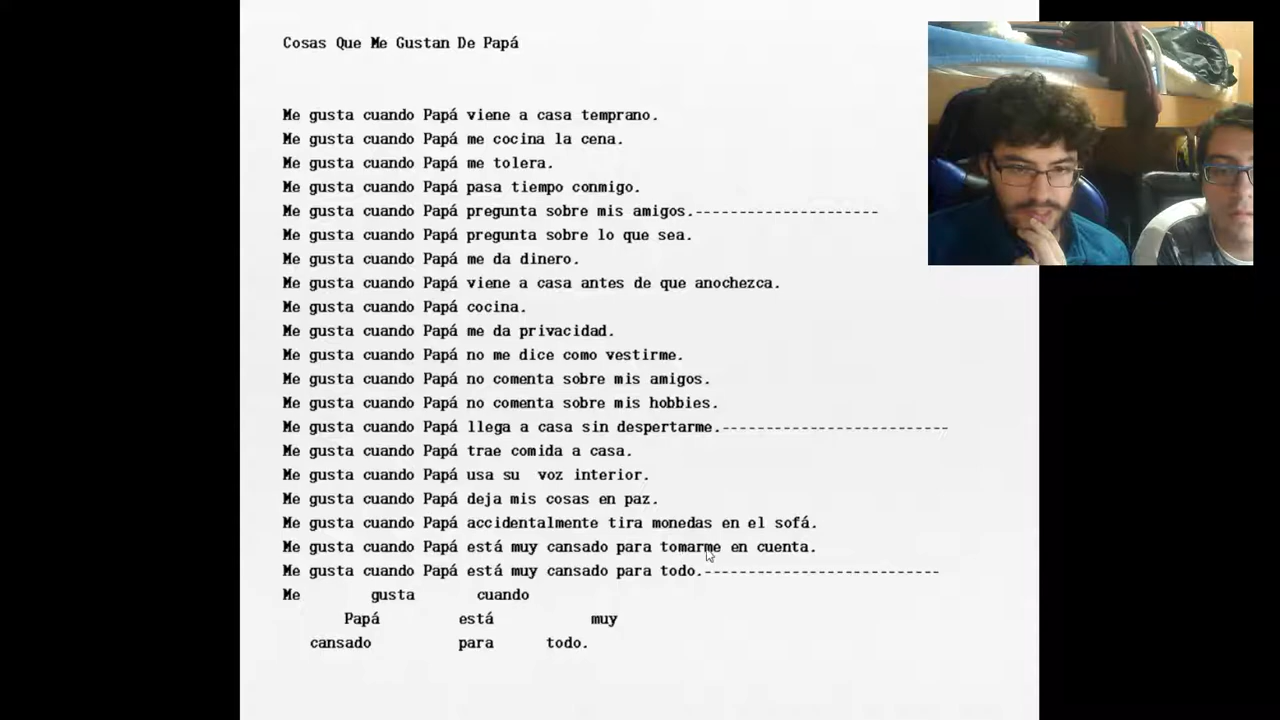 Cosas Que Me Gustan De Papá
Me gusta cuando Papá viene a casa temprano.
Me gusta cuando Papá me cocina la cena.
Me gusta cuando Papá me tolera.
Me gusta cuando Papá pasa tiempo conmigo.
Me gusta cuando Papá pregunta sobre mis amigos.---------------------
Me gusta cuando Papá pregunta sobre lo que sea.
Me gusta cuando Papá me da dinero.
Me gusta cuando Papá viene a casa antes de que anochezca.
Me gusta cuando Papá cocina.
Me gusta cuando Papá me da privacidad.
Me gusta cuando Papá no me dice como vestirme.
Me gusta cuando Papá no comenta sobre mis amigos.
Me gusta cuando Papá no comenta sobre mis hobbies.
Me gusta cuando Papá llega a casa sin despertarme.--------------------------
Me gusta cuando Papá trae comida a casa.
Me gusta cuando Papá usa su  voz interior.
Me gusta cuando Papá deja mis cosas en paz.
Me gusta cuando Papá accidentalmente tira monedas en el sofá.
Me gusta cuando Papá está muy cansado para tomarme en cuenta.
Me gusta cuando Papá está muy cansado para todo.---------------------------
Me gusta cuando
Papá está muy
cansado para todo.